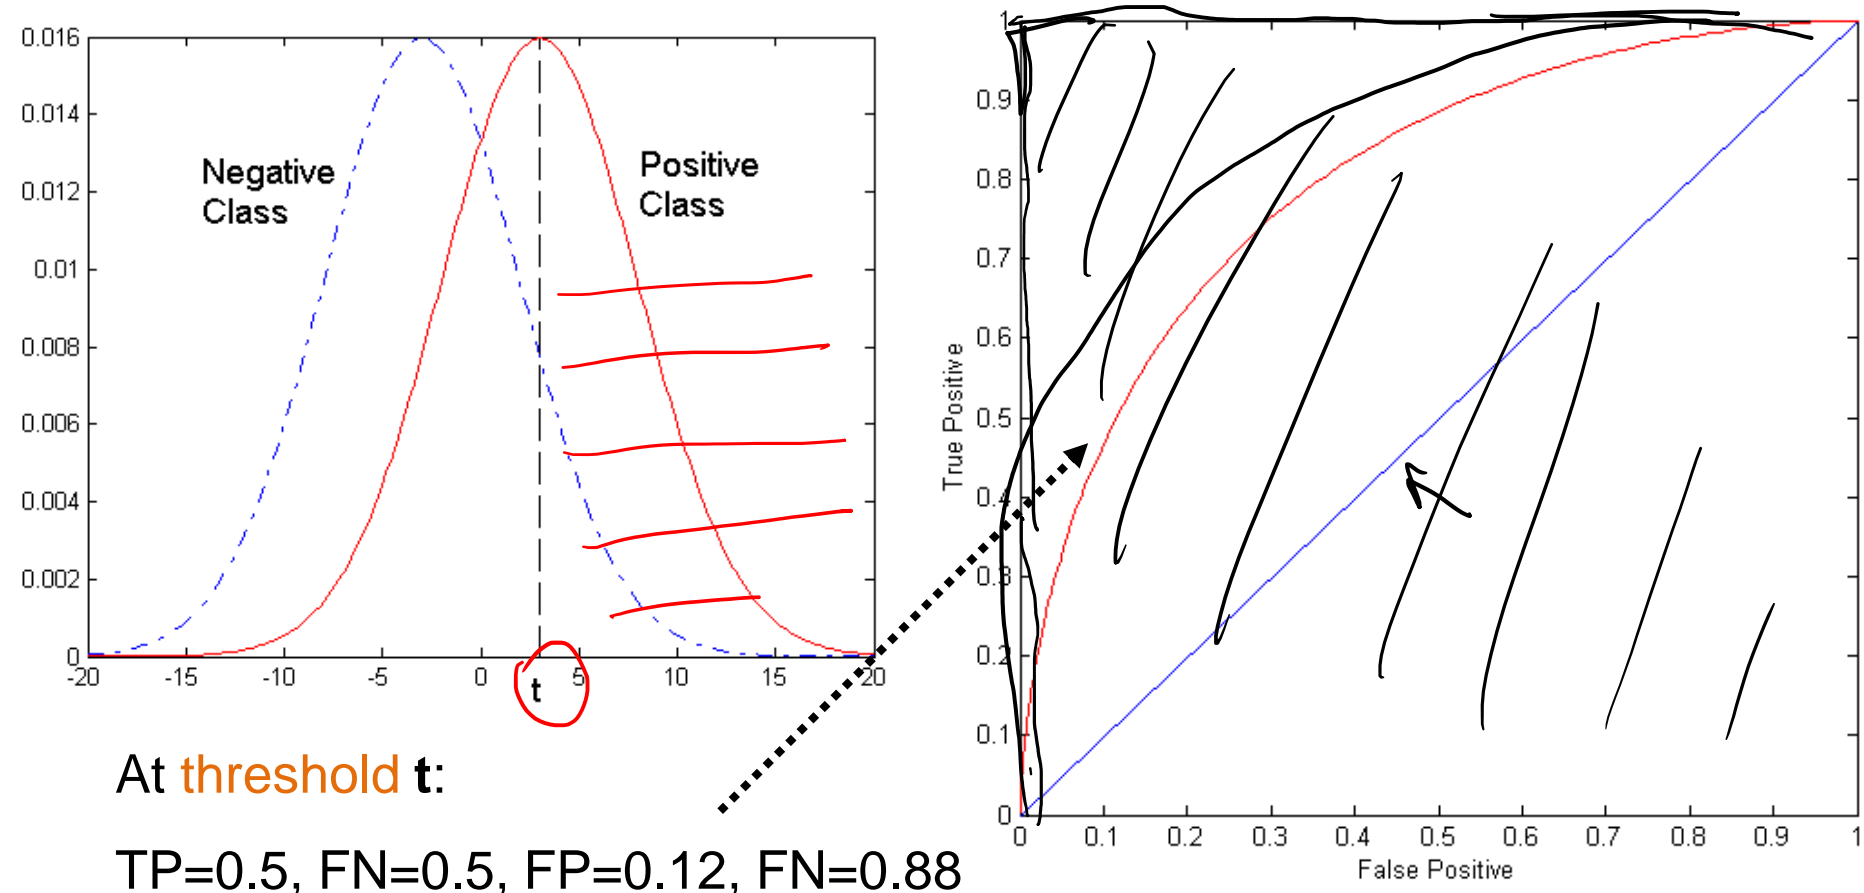 0.016
0.014
0.012
0.01
0.008
0.006
0.004
0.002
0
-20 -15 -10 -5 0 5 10 15 20
Negative
Class
Positive
Class
t
At threshold t:
TP=0.5, FN=0.5, FP=0.12, FN=0.88
1
0.9
0.8
0.7
0.6
0.5
0.4
0.3
0.2
0.1
0
True Positive
0 0.1 0.2 0.3 0.4 0.5 0.6 0.7 0.8 0.9 1
False Positive